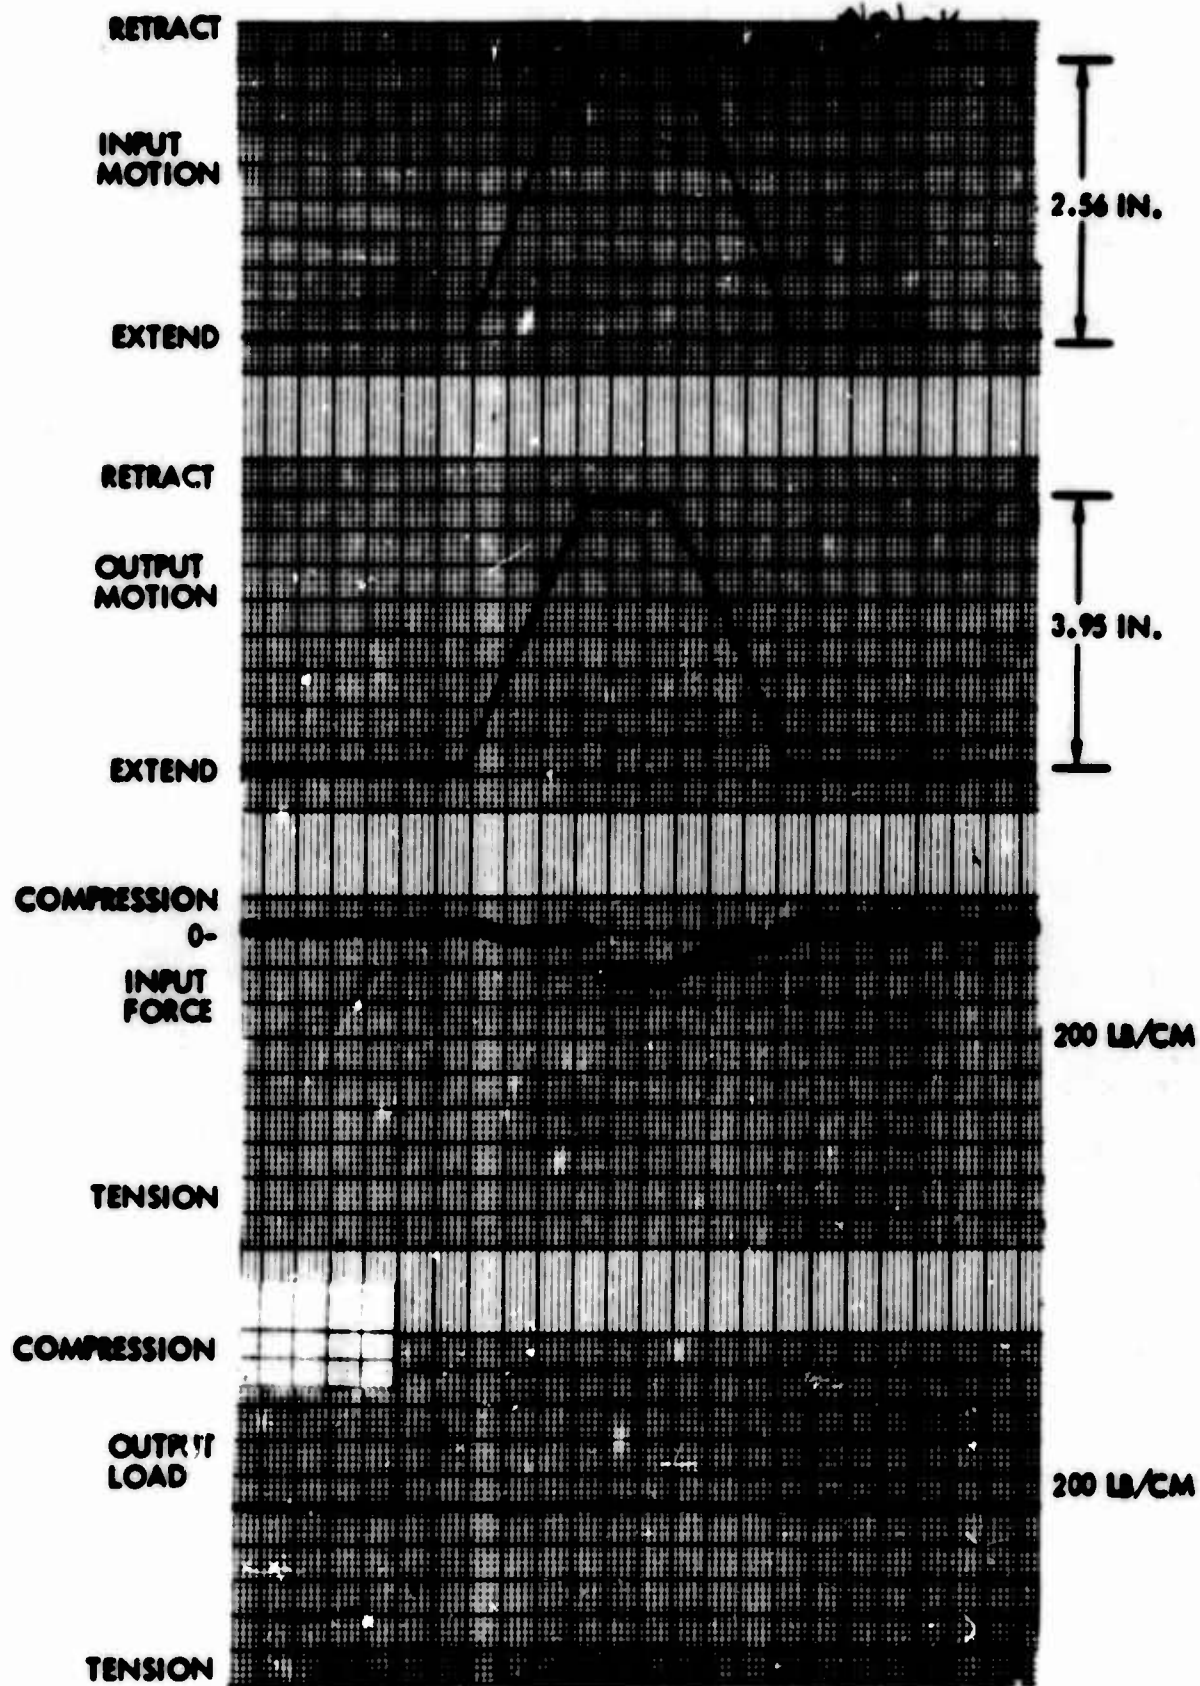 RETRACT
INPUT
MOTION
2.56 IN.
EXTEND
RETRACT
OUTPUT
MOTION
3.95 IN.
EXTEND
COMPRESSION
0-
INPUT
FORCE
200 LB/CM
TENSION
COMPRESSION
OUTPUT
LOAD
200 LB/CM
TENSION